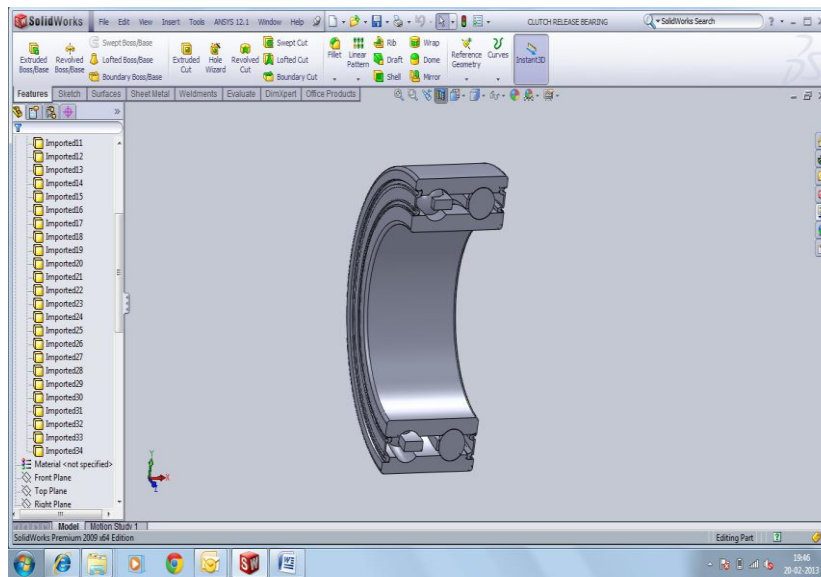 SolidWorks File Edit View Insert Tools ANSYS 12.1 Window Help CLUTCH RELEASE BEARING SolidWorks Search
Extruded Boss/Base
Revolved Boss/Base
Swept Boss/Base
Lofted Boss/Base
Boundary Boss/Base
Extruded Cut
Hole Wizard
Revolved Cut
Swept Cut
Lofted Cut
Boundary Cut
Fillet
Linear Pattern
Rib
Draft
Shell
Wrap
Dome
Mirror
Reference Geometry
Curves
Instant3D
Features Sketch Surfaces Sheet Metal Weldments Evaluate DimXpert Office Products
Imported11
Imported12
Imported13
Imported14
Imported15
Imported16
Imported17
Imported18
Imported19
Imported20
Imported21
Imported22
Imported23
Imported24
Imported25
Imported26
Imported27
Imported28
Imported29
Imported30
Imported31
Imported32
Imported33
Imported34
Material <not specified>
Front Plane
Top Plane
Right Plane
Y
X
Z
Model Motion Study 1
SolidWorks Premium 2009 x64 Edition Editing Part
SW W
19:46
20-02-2013